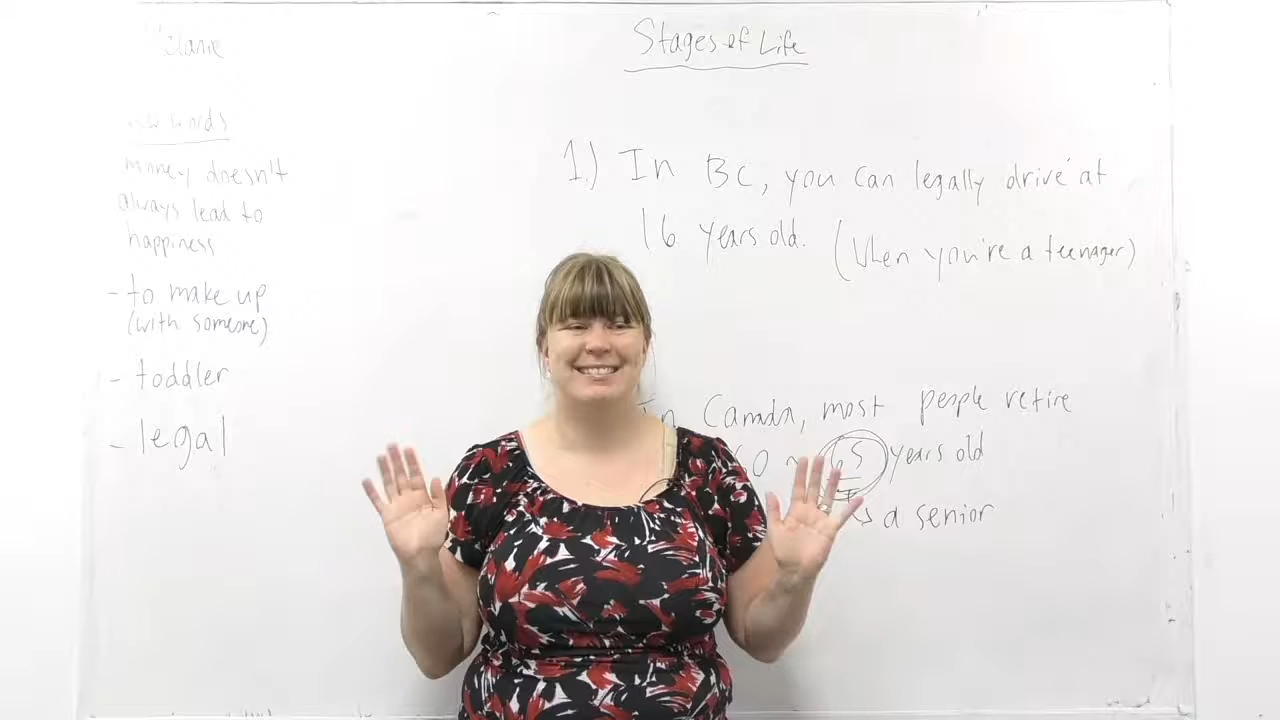 Stages of Life
words
money doesn't
always lead to
happiness
- to make up
(with someone)
- toddler
- legal
1.) In BC, you can legally drive at
16 years old. (when you're a teenager)
In Canada, most people retire
60 ~ 65 years old
a senior